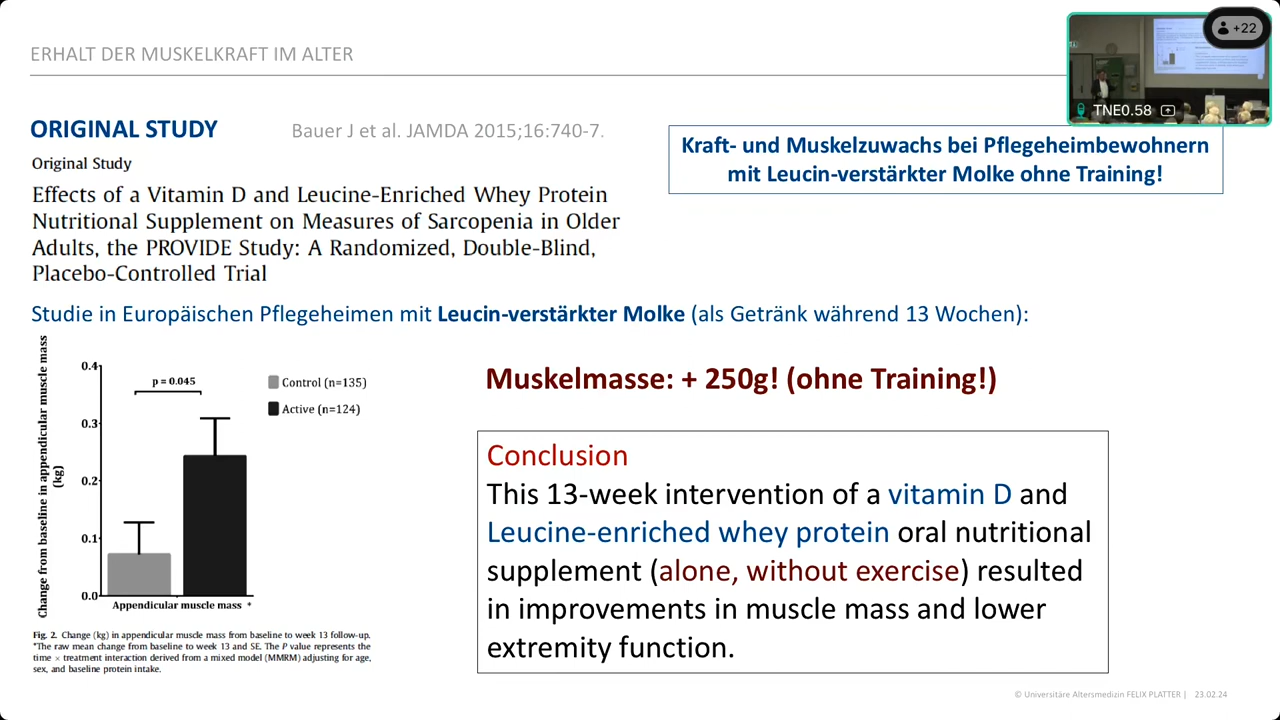 ERHALT DER MUSKELKRAFT IM ALTER
+22
TNE0.58
ORIGINAL STUDY
Bauer J et al. JAMDA 2015;16:740-7.
Kraft- und Muskelzuwachs bei Pflegeheimbewohnern
mit Leucin-verstärkter Molke ohne Training!
Original Study
Effects of a Vitamin D and Leucine-Enriched Whey Protein
Nutritional Supplement on Measures of Sarcopenia in Older
Adults, the PROVIDE Study: A Randomized, Double-Blind,
Placebo-Controlled Trial
Studie in Europäischen Pflegeheimen mit Leucin-verstärkter Molke (als Getränk während 13 Wochen):
Change from baseline in appendicular muscle mass
(kg)
0.4
0.3
0.2
0.1
0.0
p = 0.045
Control (n=135)
Active (n=124)
Appendicular muscle mass *
Fig. 2. Change (kg) in appendicular muscle mass from baseline to week 13 follow-up.
*The raw mean change from baseline to week 13 and SE. The P value represents the
time × treatment interaction derived from a mixed model (MMRM) adjusting for age,
sex, and baseline protein intake.
Muskelmasse: + 250g! (ohne Training!)
Conclusion
This 13-week intervention of a vitamin D and
Leucine-enriched whey protein oral nutritional
supplement (alone, without exercise) resulted
in improvements in muscle mass and lower
extremity function.
© Universitäre Altersmedizin FELIX PLATTER | 23.02.24